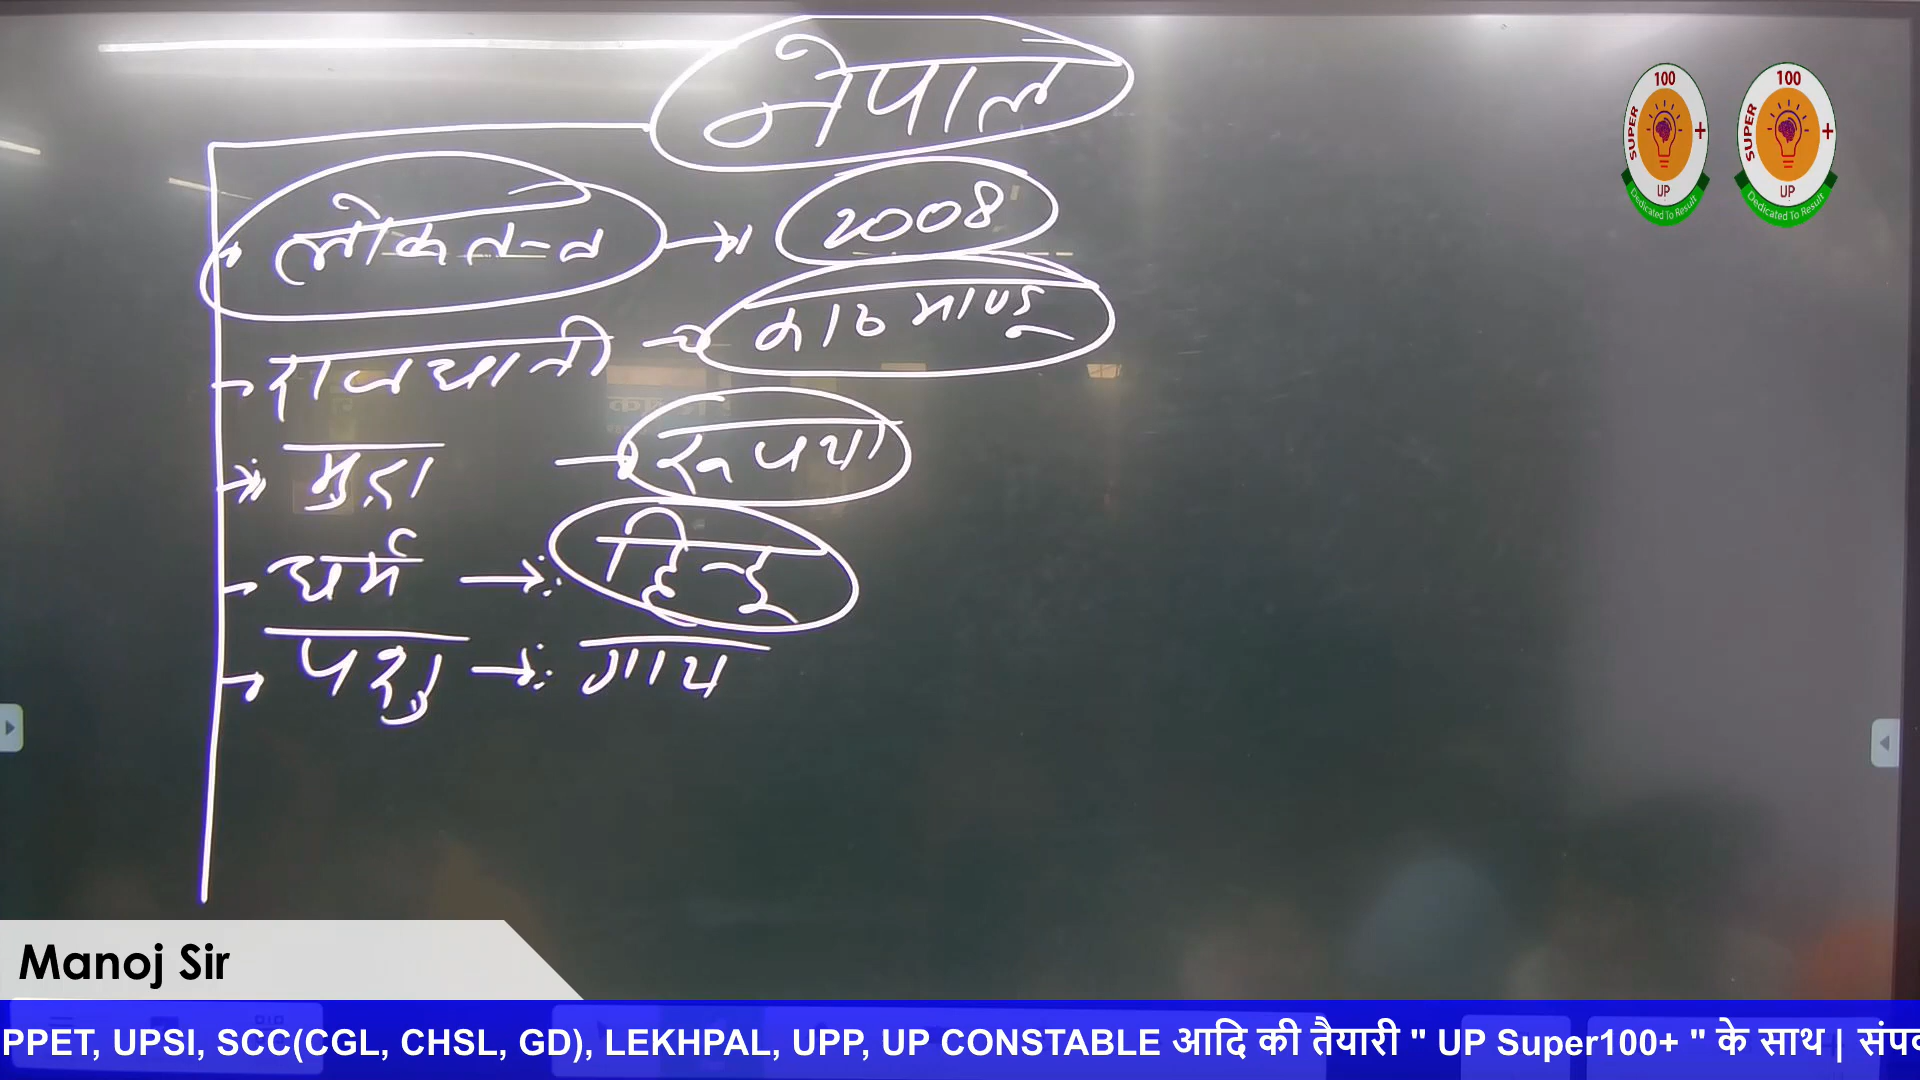 नेपाल
लोकतन्त्र → 2008
राजधानी → काठमाण्डू
मुद्रा → रूपया
धर्म → हिन्दू
पशु → गाय
100
SUPER
+
UP
Dedicated To Result
100
SUPER
+
UP
Dedicated To Result
Manoj Sir
PPET, UPSI, SCC(CGL, CHSL, GD), LEKHPAL, UPP, UP CONSTABLE आदि की तैयारी " UP Super100+ " के साथ |